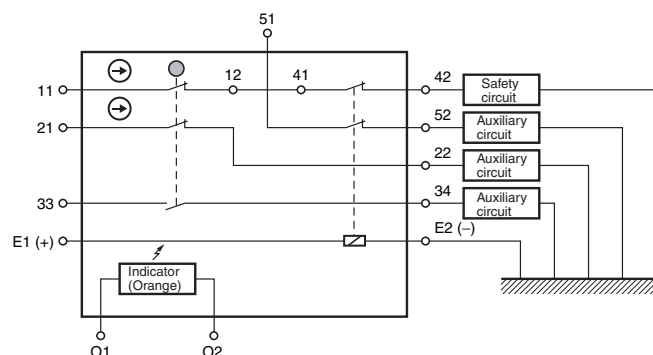 51
11
12
41
42
Safety
circuit
21
52
Auxiliary
circuit
22
Auxiliary
circuit
33
34
Auxiliary
circuit
E1 (+)
E2 (−)
Indicator
(Orange)
O1
O2